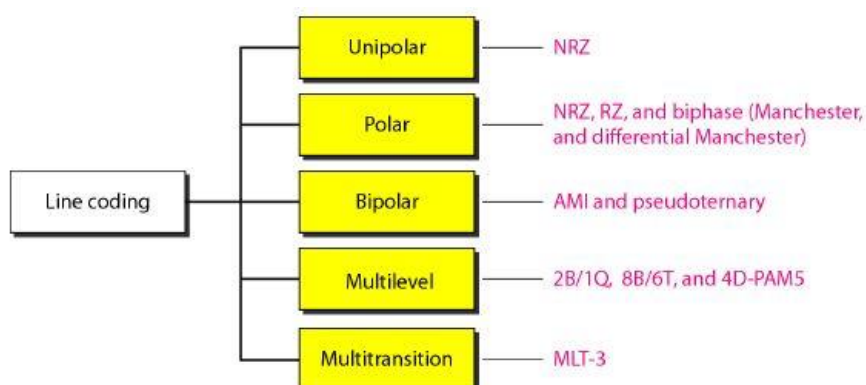 Unipolar
NRZ
Polar
NRZ, RZ, and biphase (Manchester,
and differential Manchester)
Line coding
Bipolar
AMI and pseudoternary
Multilevel
2B/1Q, 8B/6T, and 4D-PAM5
Multitransition
MLT-3